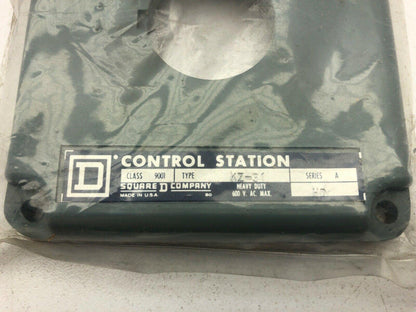 D CONTROL STATION
CLASS 9001 TYPE SERIES A
SQUARE D COMPANY HEAVY DUTY
MADE IN U.S.A. 600 V. AC MAX.